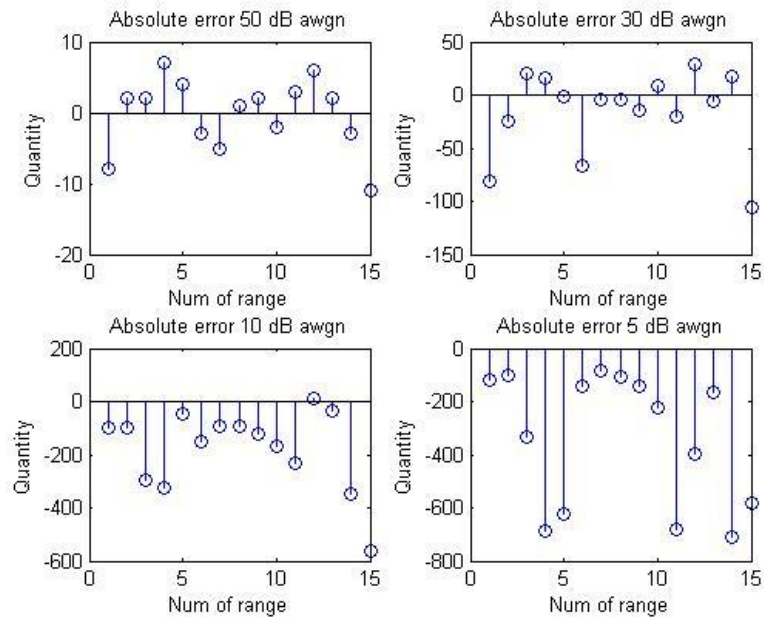 Absolute error 50 dB awgn
10
0
-10
-20
Quantity
0
5
10
15
Num of range
Absolute error 30 dB awgn
50
0
-50
-100
-150
Quantity
0
5
10
15
Num of range
Absolute error 10 dB awgn
200
0
-200
-400
-600
Quantity
0
5
10
15
Num of range
Absolute error 5 dB awgn
0
-200
-400
-600
-800
Quantity
0
5
10
15
Num of range